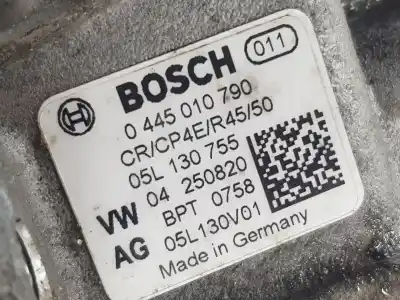 BOSCH 011
0 445 010 790
CR/CP4E/R45/50
05L 130 755
VW 04 250820
BPT 0758
AG 05L130V01
Made in Germany